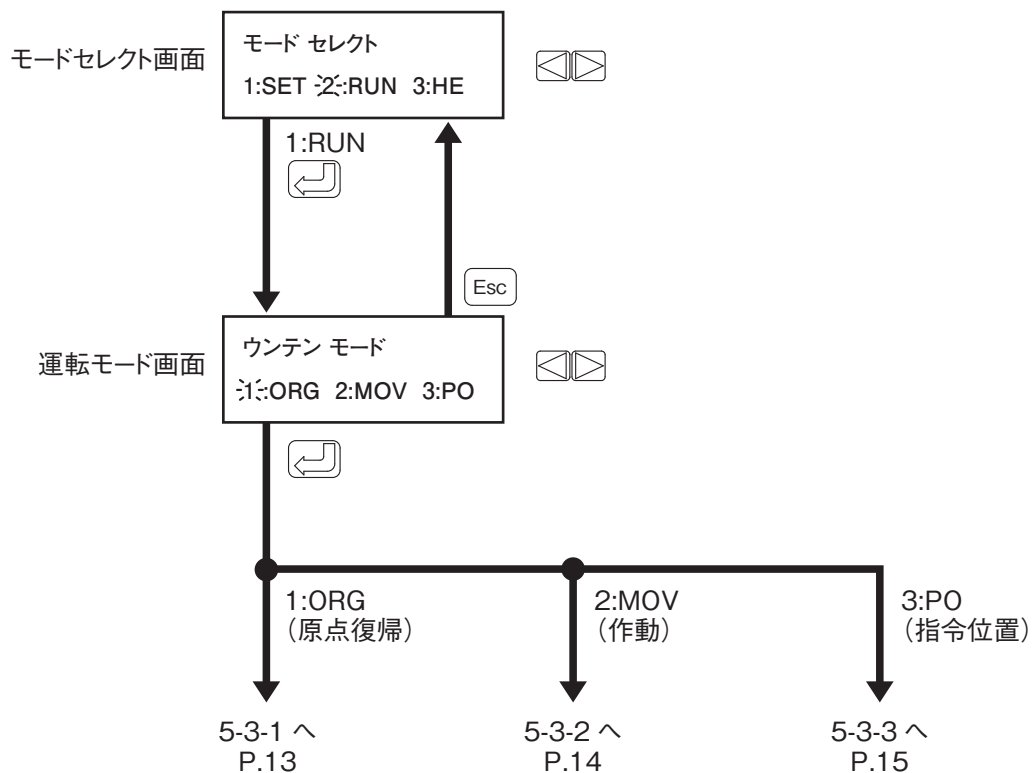 モードセレクト画面
モード セレクト
1:SET 2:RUN 3:HE
1:RUN
Esc
運転モード画面
ウンテン モード
1:ORG 2:MOV 3:PO
1:ORG
（原点復帰）
2:MOV
（作動）
3:PO
（指令位置）
5-3-1 へ
P.13
5-3-2 へ
P.14
5-3-3 へ
P.15